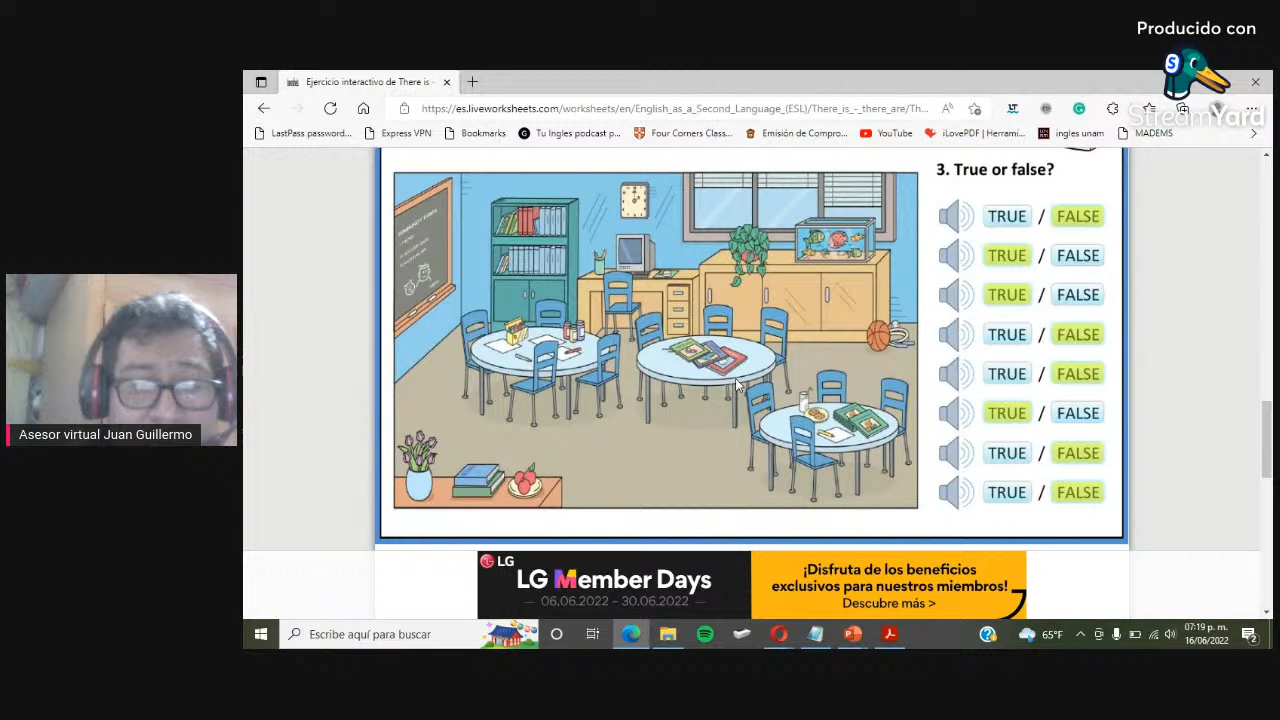 Producido con
StreamYard
Ejercicio interactivo de There is -
https://es.liveworksheets.com/worksheets/en/English_as_a_Second_Language_(ESL)/There_is_-_there_are/Th...
LastPass password...
Express VPN
Bookmarks
Tu Ingles podcast p...
Four Corners Class...
Emisión de Compro...
YouTube
iLovePDF | Herrami...
ingles unam
MADEMS
3. True or false?
TRUE / FALSE
TRUE / FALSE
TRUE / FALSE
TRUE / FALSE
TRUE / FALSE
TRUE / FALSE
TRUE / FALSE
TRUE / FALSE
Asesor virtual Juan Guillermo
LG
LG Member Days
06.06.2022 - 30.06.2022
¡Disfruta de los beneficios
exclusivos para nuestros miembros!
Descubre más >
Escribe aquí para buscar
65°F
07:19 p. m.
16/06/2022
2